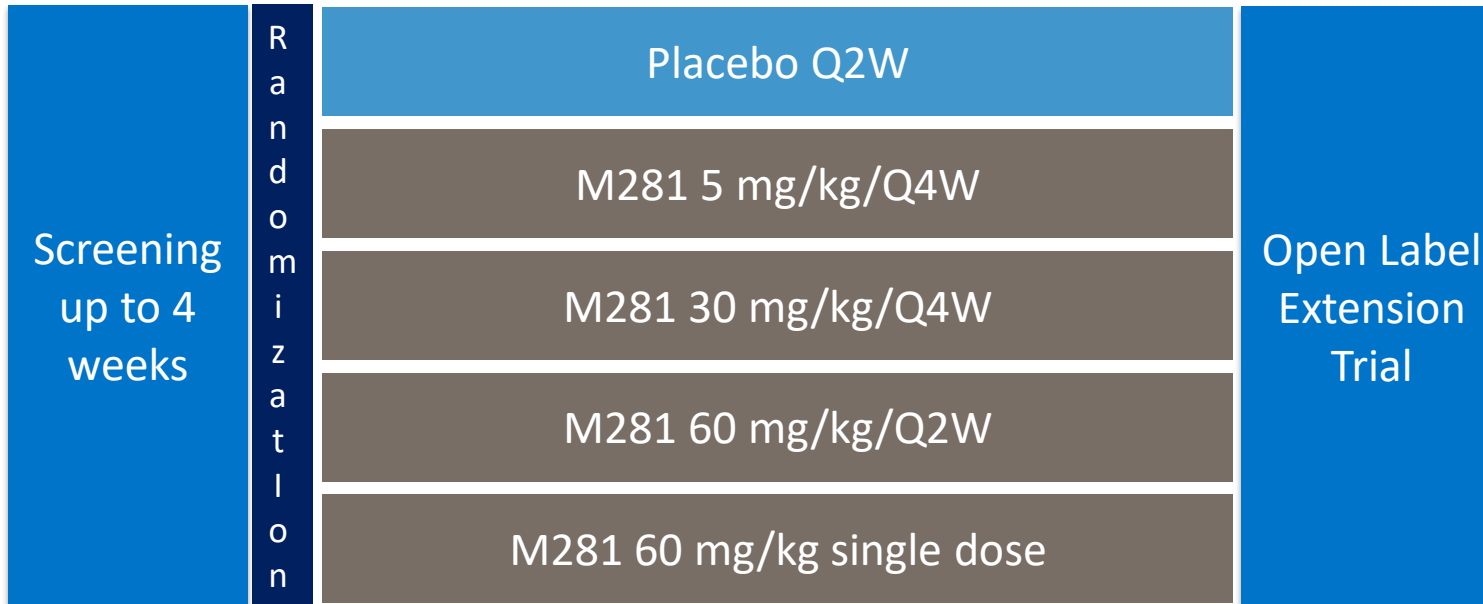 Screening
up to 4
weeks
RandomizatIon
Placebo Q2W
M281 5 mg/kg/Q4W
M281 30 mg/kg/Q4W
M281 60 mg/kg/Q2W
M281 60 mg/kg single dose
Open Label
Extension
Trial